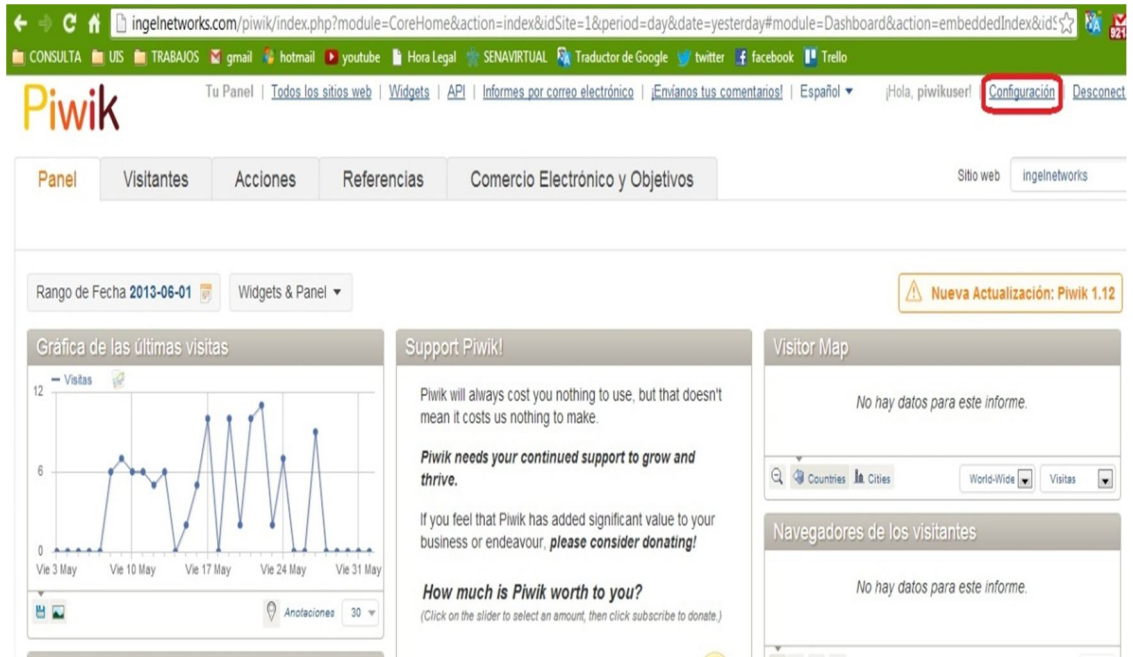 ingelnetworks.com/piwik/index.php?module=CoreHome&action=index&idSite=1&period=day&date=yesterday#module=Dashboard&action=embeddedIndex&idS
CONSULTA UIS TRABAJOS gmail hotmail youtube Hora Legal SENAVIRTUAL Traductor de Google twitter facebook Trello
Piwik
Tu Panel | Todos los sitios web | Widgets | API | Informes por correo electrónico | ¡Envíanos tus comentarios! | Español ¡Hola, piwikuser! Configuración Desconect
Panel Visitantes Acciones Referencias Comercio Electrónico y Objetivos
Sitio web ingelnetworks
Rango de Fecha 2013-06-01 Widgets & Panel
Nueva Actualización: Piwik 1.12
Gráfica de las últimas visitas
Visitas
12
6
0
Vie 3 May Vie 10 May Vie 17 May Vie 24 May Vie 31 May
Anotaciones 30
Support Piwik!
Piwik will always cost you nothing to use, but that doesn't
mean it costs us nothing to make.
Piwik needs your continued support to grow and
thrive.
If you feel that Piwik has added significant value to your
business or endeavour, please consider donating!
How much is Piwik worth to you?
(Click on the slider to select an amount, then click subscribe to donate.)
Visitor Map
No hay datos para este informe.
Countries Cities World-Wide Visitas
Navegadores de los visitantes
No hay datos para este informe.